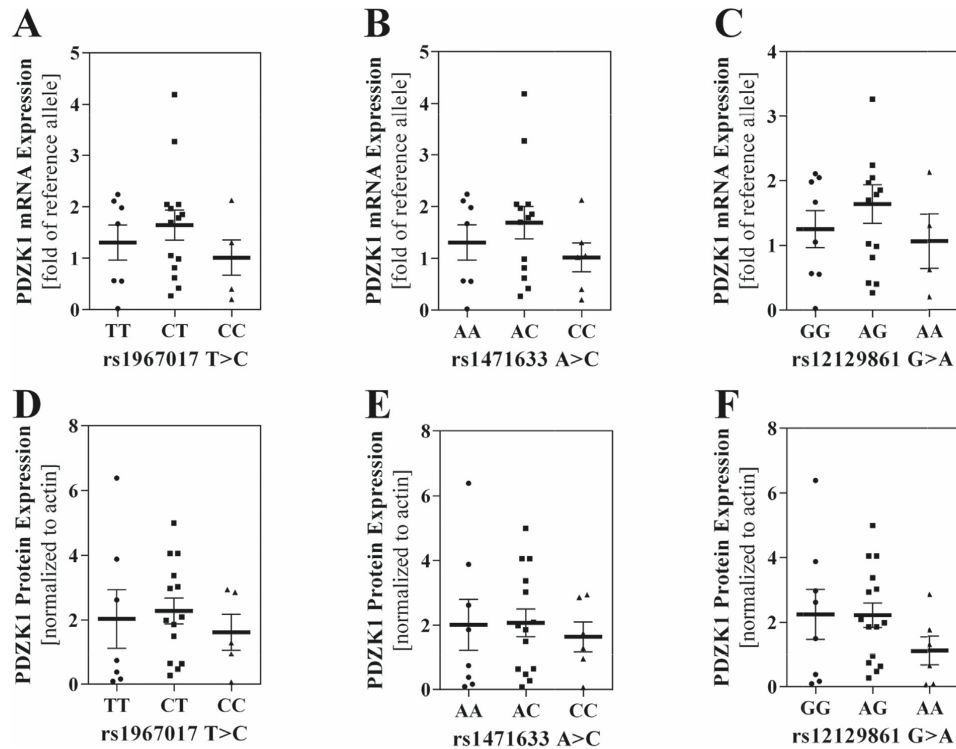 A
PDZK1 mRNA Expression
[fold of reference allele]
5
4
3
2
1
0
TT CT CC
rs1967017 T>C
B
PDZK1 mRNA Expression
[fold of reference allele]
5
4
3
2
1
0
AA AC CC
rs1471633 A>C
C
PDZK1 mRNA Expression
[fold of reference allele]
4
3
2
1
0
GG AG AA
rs12129861 G>A
D
PDZK1 Protein Expression
[normalized to actin]
8
6
4
2
0
TT CT CC
rs1967017 T>C
E
PDZK1 Protein Expression
[normalized to actin]
8
6
4
2
0
AA AC CC
rs1471633 A>C
F
PDZK1 Protein Expression
[normalized to actin]
8
6
4
2
0
GG AG AA
rs12129861 G>A